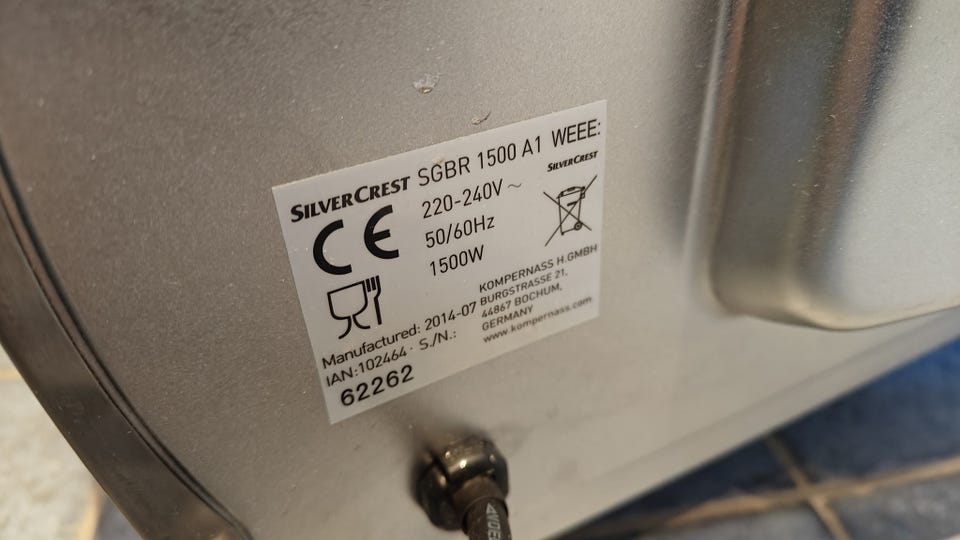 SILVERCREST SGBR 1500 A1 WEEE:
SILVERCREST
CE
220-240V ~
50/60Hz
1500W
KOMPERNASS H.GMBH
BURGSTRASSE 21,
44867 BOCHUM,
GERMANY
www.kompernass.com
Manufactured: 2014-07
IAN:102464 · S./N.:
62262